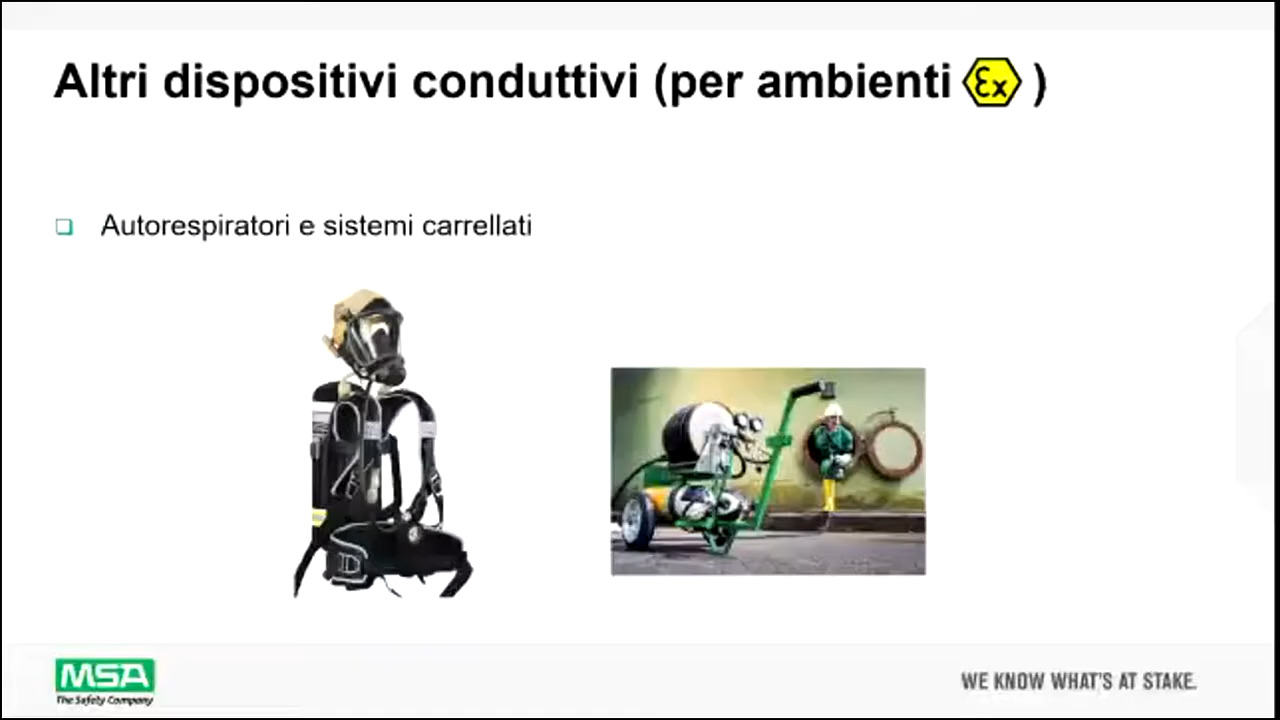 Altri dispositivi conduttivi (per ambienti Ex )
Autorespiratori e sistemi carrellati
MSA
The Safety Company
WE KNOW WHAT'S AT STAKE.